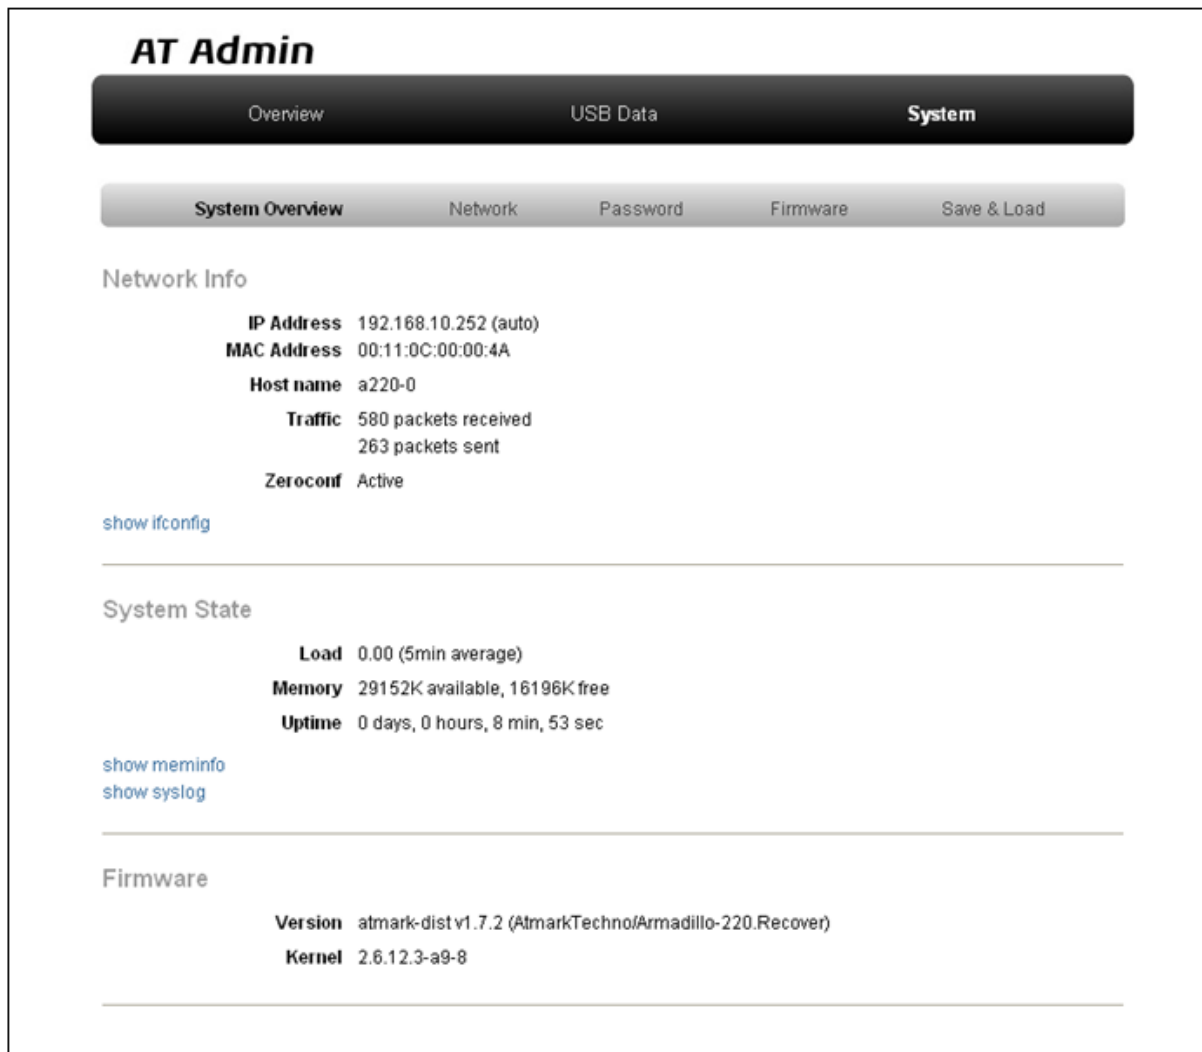 AT Admin
Overview USB Data System
System Overview Network Password Firmware Save & Load
Network Info
IP Address 192.168.10.252 (auto)
MAC Address 00:11:0C:00:00:4A
Host name a220-0
Traffic 580 packets received
263 packets sent
Zeroconf Active
show ifconfig
System State
Load 0.00 (5min average)
Memory 29152K available, 16196K free
Uptime 0 days, 0 hours, 8 min, 53 sec
show meminfo
show syslog
Firmware
Version atmark-dist v1.7.2 (AtmarkTechno/Armadillo-220.Recover)
Kernel 2.6.12.3-a9-8